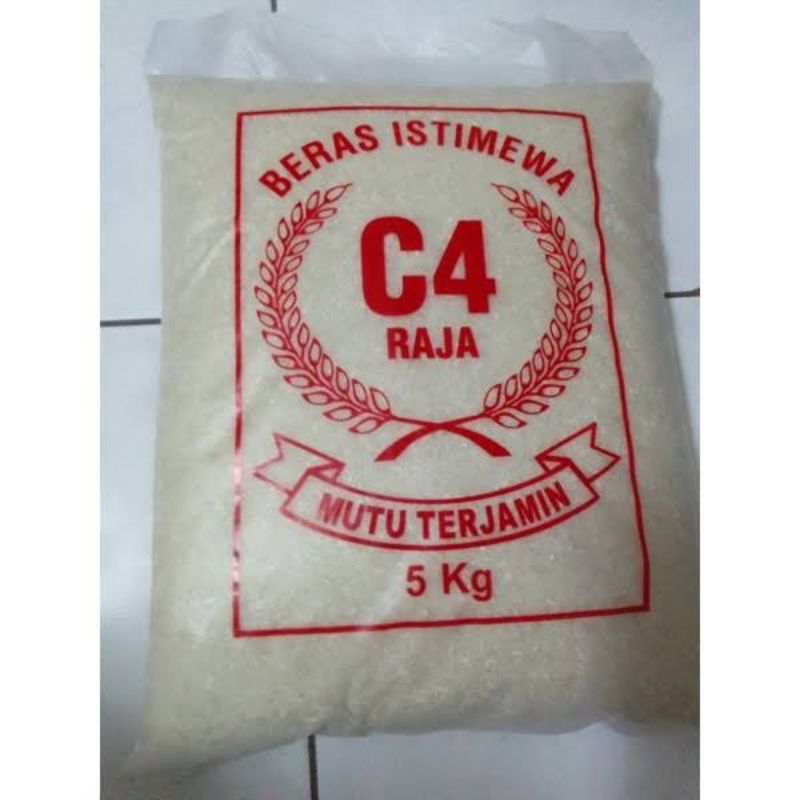 BERAS ISTIMEWA
C4
RAJA
MUTU TERJAMIN
5 Kg